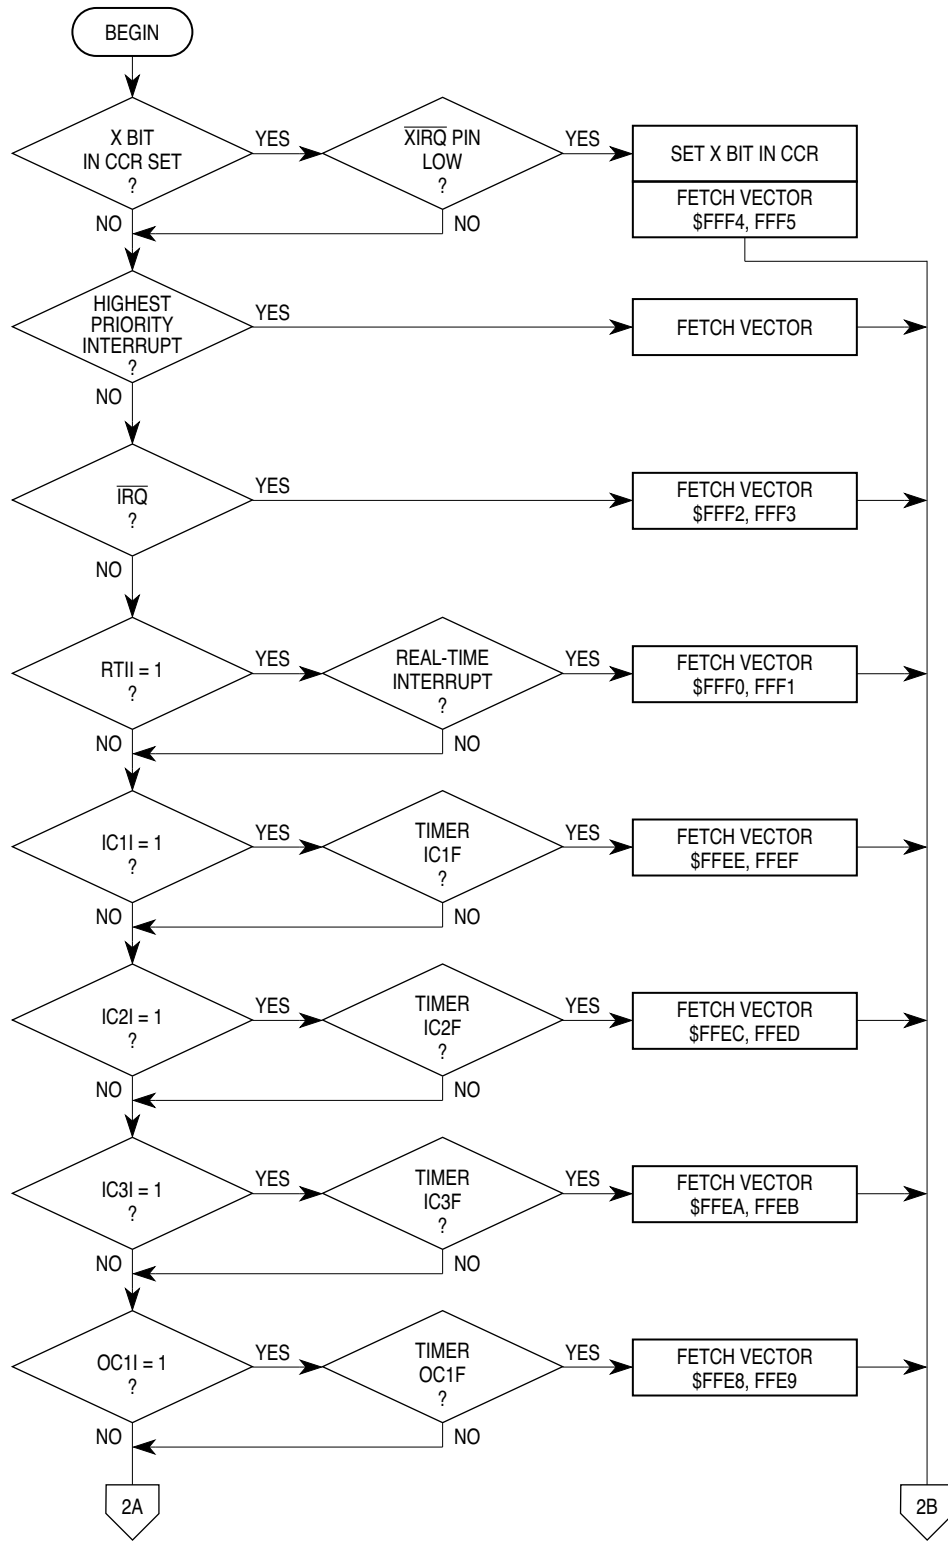 BEGIN
X BIT
IN CCR SET
?
YES
XIRQ PIN
LOW
?
YES
SET X BIT IN CCR
FETCH VECTOR
$FFF4, FFF5
NO
NO
HIGHEST
PRIORITY
INTERRUPT
?
YES
FETCH VECTOR
NO
IRQ
?
YES
FETCH VECTOR
$FFF2, FFF3
NO
RTII = 1
?
YES
REAL-TIME
INTERRUPT
?
YES
FETCH VECTOR
$FFF0, FFF1
NO
NO
IC1I = 1
?
YES
TIMER
IC1F
?
YES
FETCH VECTOR
$FFEE, FFEF
NO
NO
IC2I = 1
?
YES
TIMER
IC2F
?
YES
FETCH VECTOR
$FFEC, FFED
NO
NO
IC3I = 1
?
YES
TIMER
IC3F
?
YES
FETCH VECTOR
$FFEA, FFEB
NO
NO
OC1I = 1
?
YES
TIMER
OC1F
?
YES
FETCH VECTOR
$FFE8, FFE9
NO
NO
2A
2B